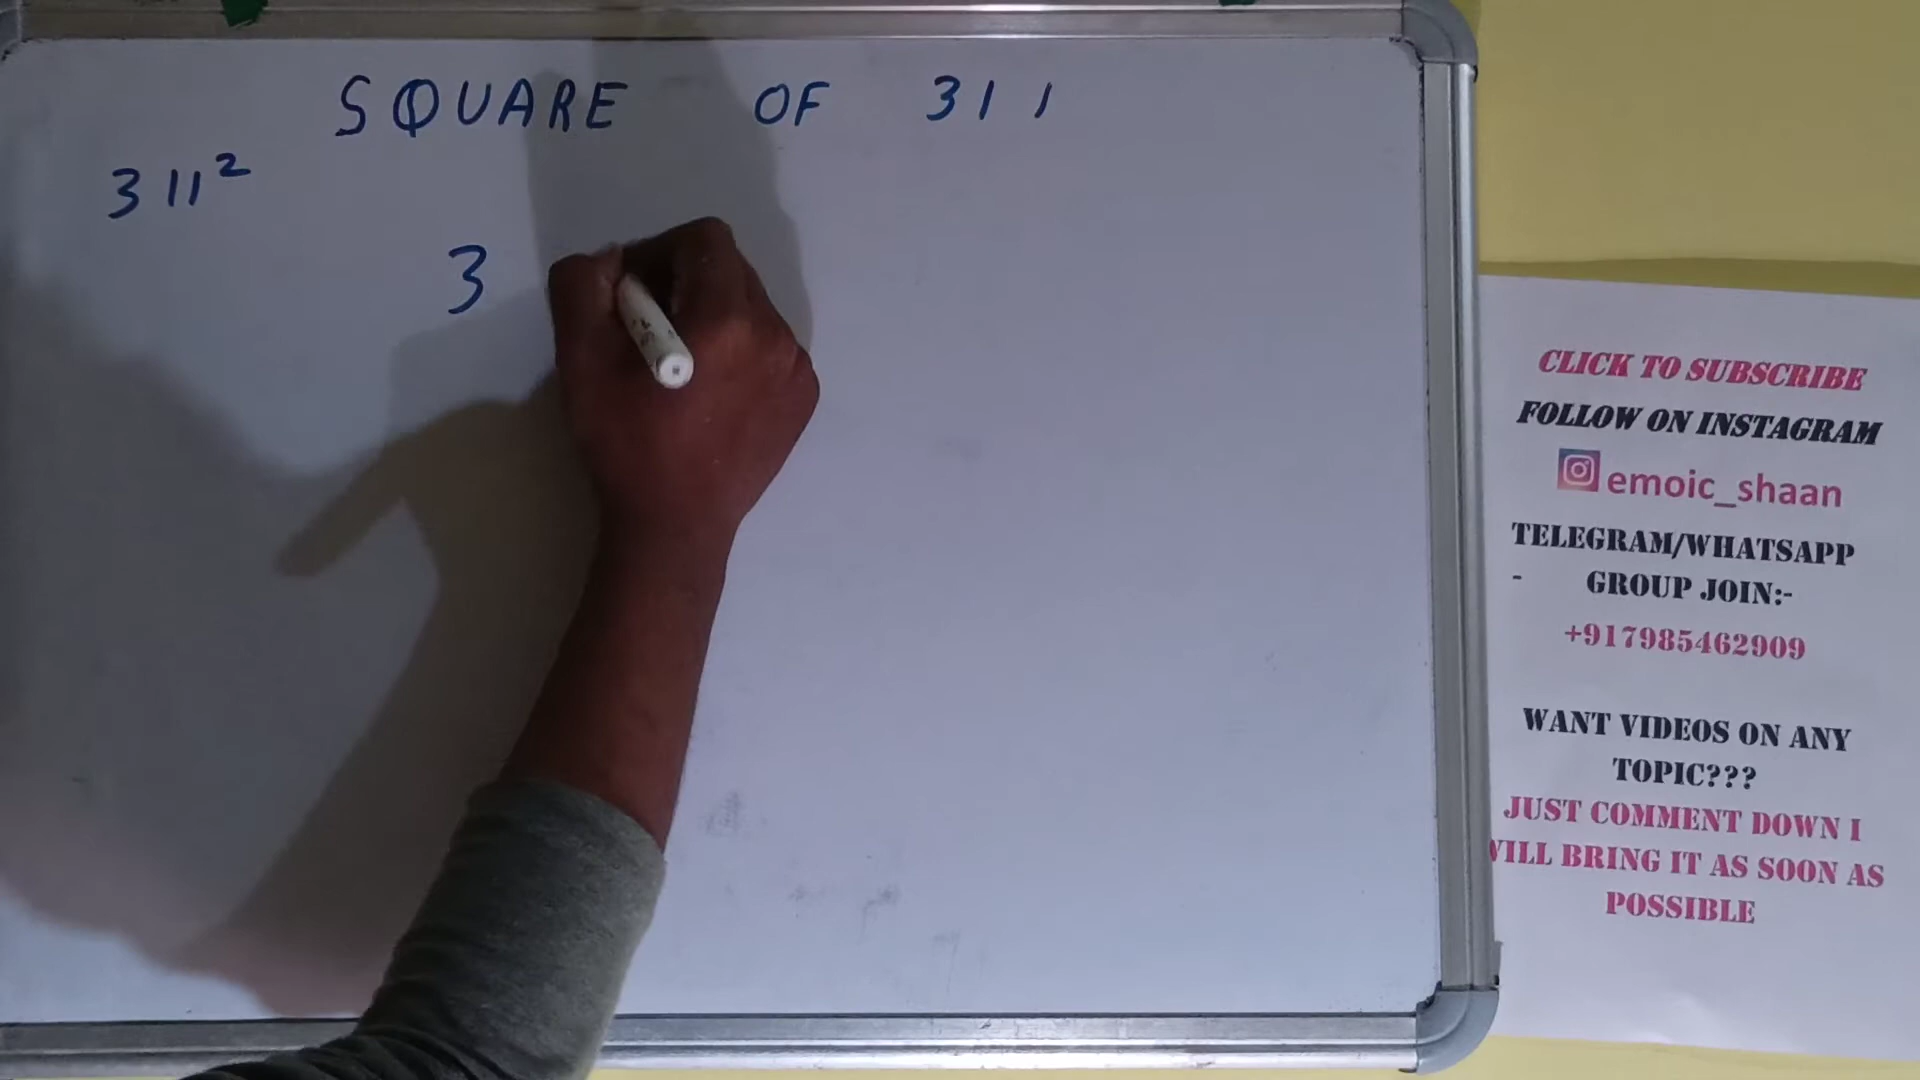 SQUARE OF 311
311²
3
CLICK TO SUBSCRIBE
FOLLOW ON INSTAGRAM
emoic_shaan
TELEGRAM/WHATSAPP
- GROUP JOIN:-
+917985462909
WANT VIDEOS ON ANY
TOPIC???
JUST COMMENT DOWN I
WILL BRING IT AS SOON AS
POSSIBLE